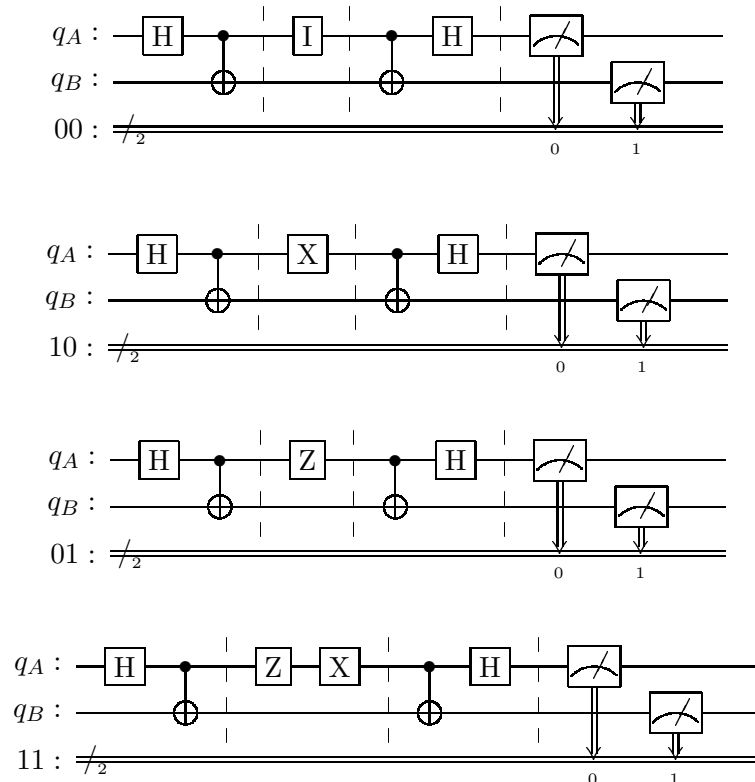 q_A : H I H
q_B :
00 : 2 0 1
q_A : H X H
q_B :
10 : 2 0 1
q_A : H Z H
q_B :
01 : 2 0 1
q_A : H Z X H
q_B :
11 : 2 0 1